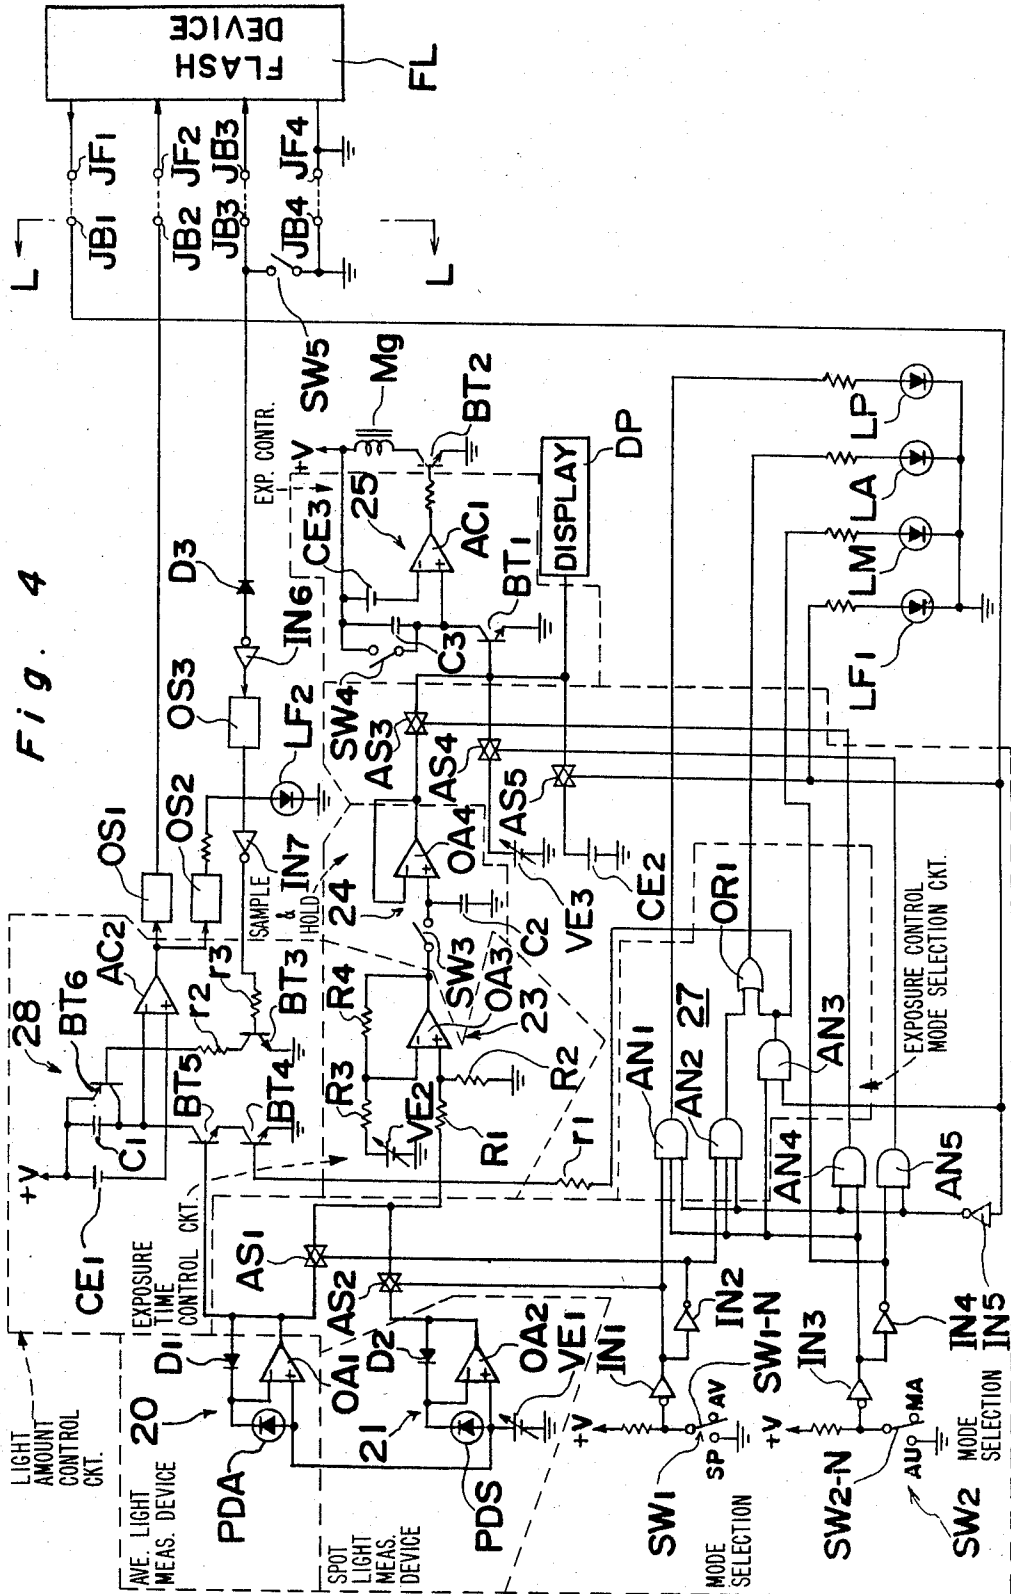 Fig. 4
LIGHT
AMOUNT
CONTROL
CKT.
+V
CE1
C1
28
BT6
AC2
OS1
OS2
r2
r3
BT5
BT3
BT4
OS3
D3
IN6
LF2
IN7
L
JB1
JF1
JB2
JF2
JB3
JB3
JB4
JF4
L
FLASH
DEVICE
FL
SW5
EXPOSURE
TIME
CONTROL CKT.
SAMPLE
&
HOLD
24
R3
R4
VE2
R1
R2
23
OA3
SW3
C2
OA4
AS3
AS4
AS5
VE3
CE2
SW4
C3
CE3
EXP. CONTR.
+V
25
AC1
BT1
Mg
BT2
DISPLAY
DP
AVE. LIGHT
MEAS. DEVICE
20
D1
PDA
OA1
AS1
AS2
SPOT
LIGHT
MEAS.
DEVICE
21
D2
PDS
OA2
VE1
r1
AN1
AN2
27
OR1
AN3
AN4
AN5
EXPOSURE CONTROL
MODE SELECTION CKT.
LF1
LM
LA
LP
+V
IN1
IN2
SW1-N
SW1
SP
AV
MODE
SELECTION
+V
IN3
IN4
IN5
SW2-N
SW2
AU
MA
MODE
SELECTION